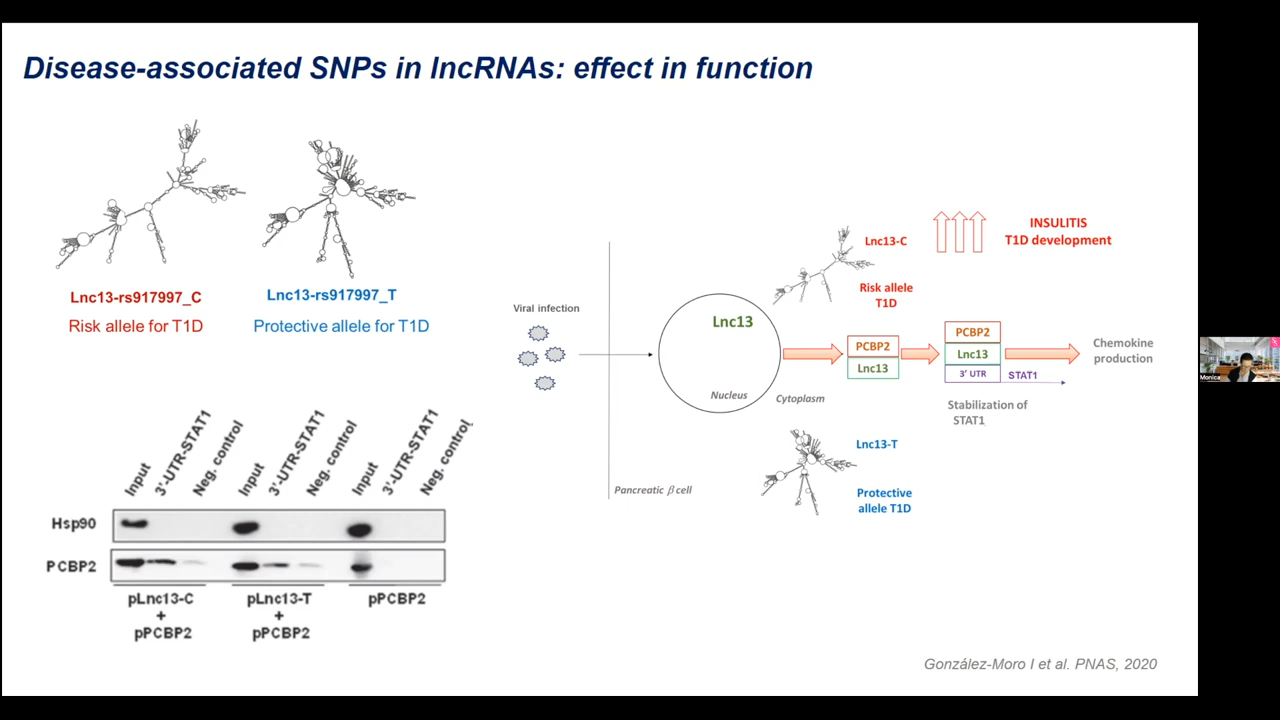 Disease-associated SNPs in lncRNAs: effect in function
Lnc13-rs917997_C
Risk allele for T1D
Lnc13-rs917997_T
Protective allele for T1D
Input
3'-UTR-STAT1
Neg. control
Input
3'-UTR-STAT1
Neg. control
Input
3'-UTR-STAT1
Neg. control
Hsp90
PCBP2
pLnc13-C
+
pPCBP2
pLnc13-T
+
pPCBP2
pPCBP2
Viral infection
Pancreatic β cell
Lnc13
Nucleus
Cytoplasm
Lnc13-C
Risk allele
T1D
INSULITIS
T1D development
PCBP2
Lnc13
PCBP2
Lnc13
3' UTR
STAT1
Stabilization of
STAT1
Chemokine
production
Lnc13-T
Protective
allele T1D
González-Moro I et al. PNAS, 2020
Monica